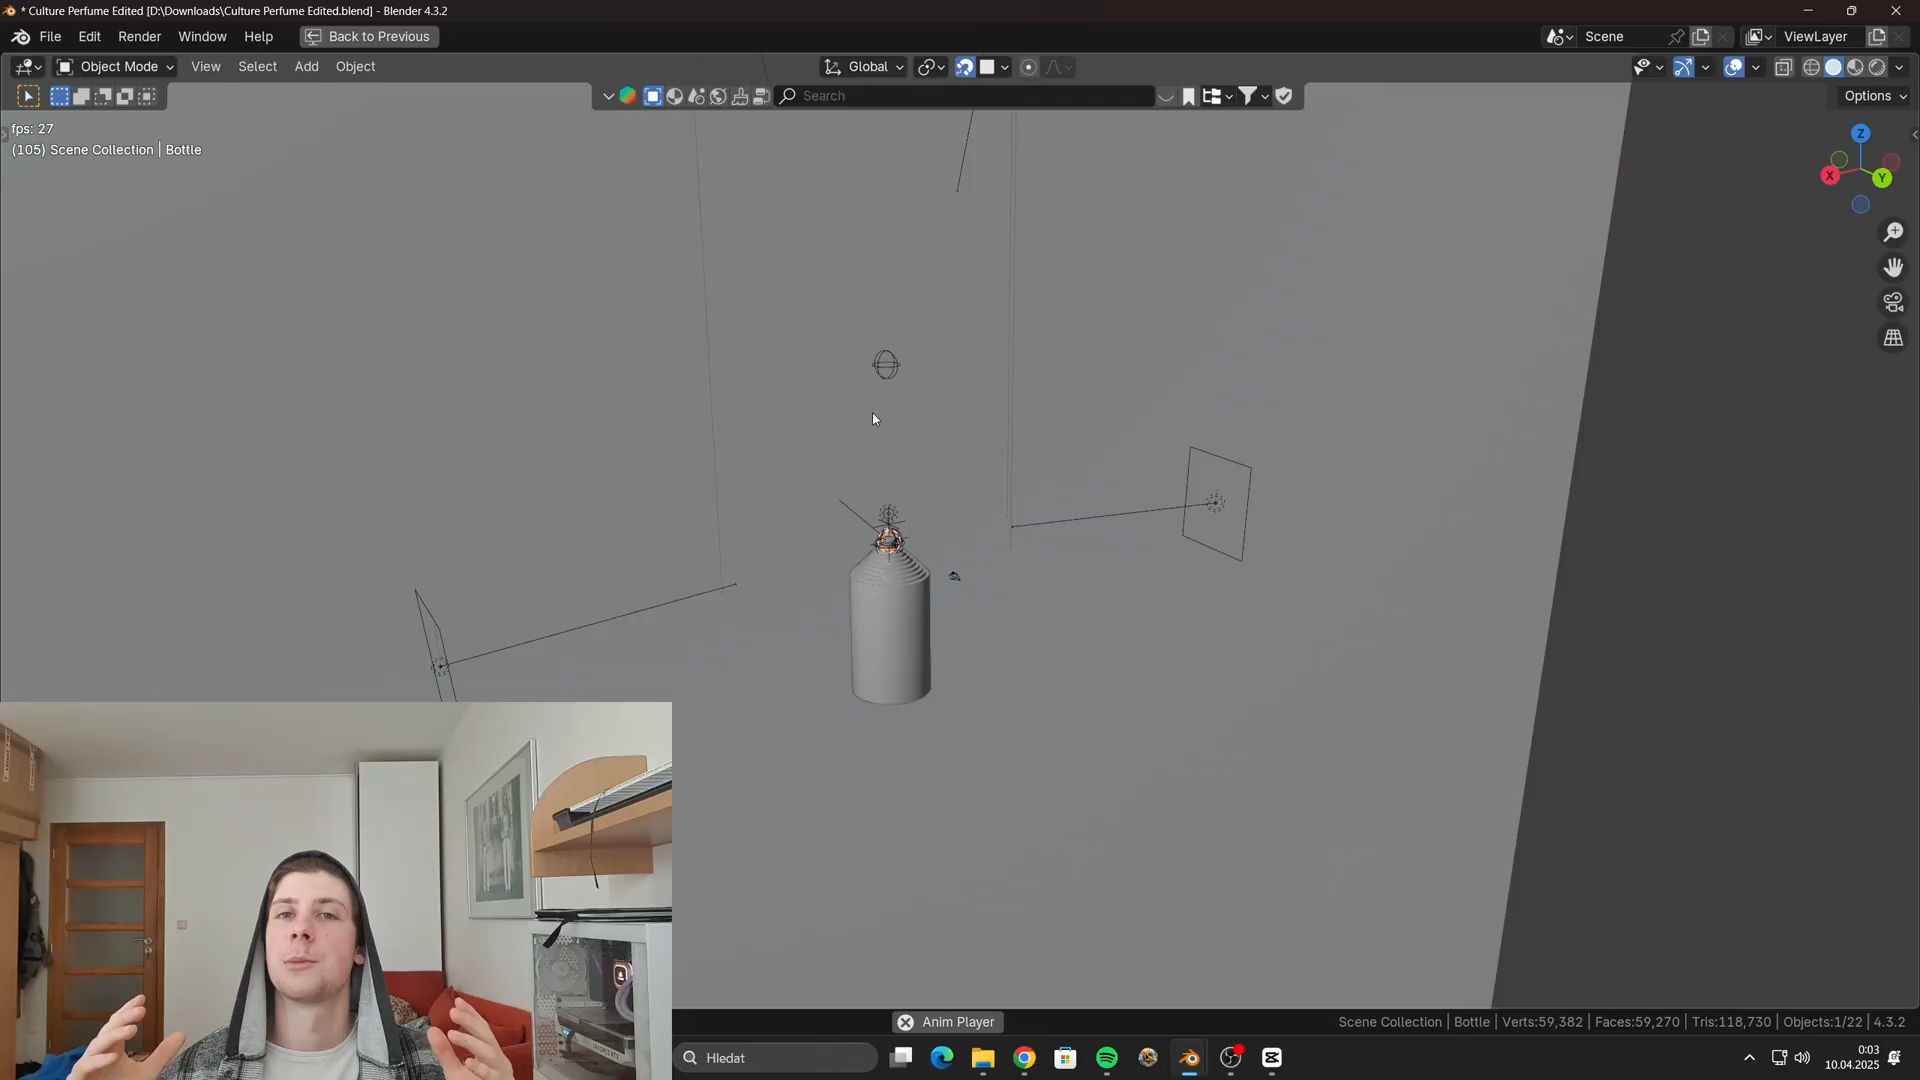 * Culture Perfume Edited [D:\Downloads\Culture Perfume Edited.blend] - Blender 4.3.2
File Edit Render Window Help Back to Previous Scene ViewLayer
Object Mode View Select Add Object Global
Search Options
fps: 27
(105) Scene Collection | Bottle
Z
X
Y
Anim Player Scene Collection | Bottle | Verts:59,382 | Faces:59,270 | Tris:118,730 | Objects:1/22 | 4.3.2
Hledat
0:03
10.04.2025